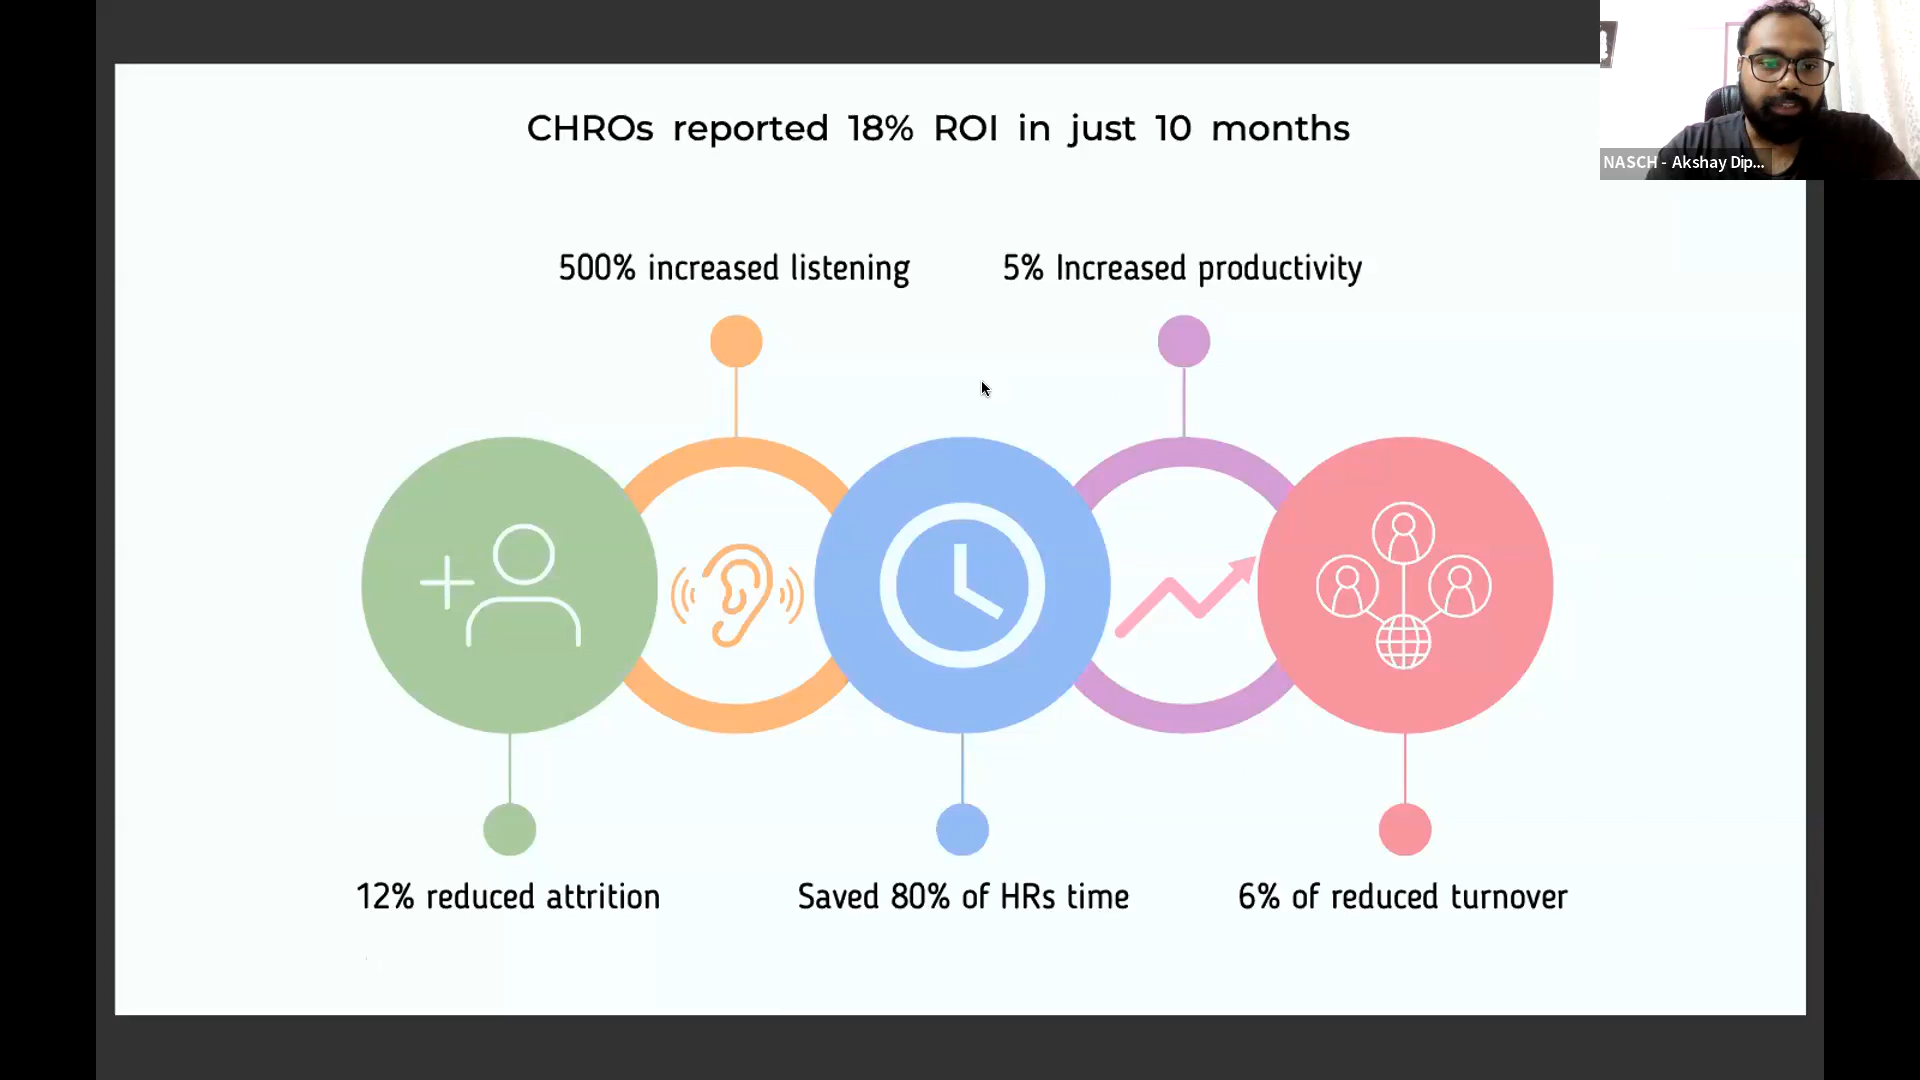 CHROs reported 18% ROI in just 10 months
NASCH - Akshay Dip...
500% increased listening
5% Increased productivity
12% reduced attrition
Saved 80% of HRs time
6% of reduced turnover